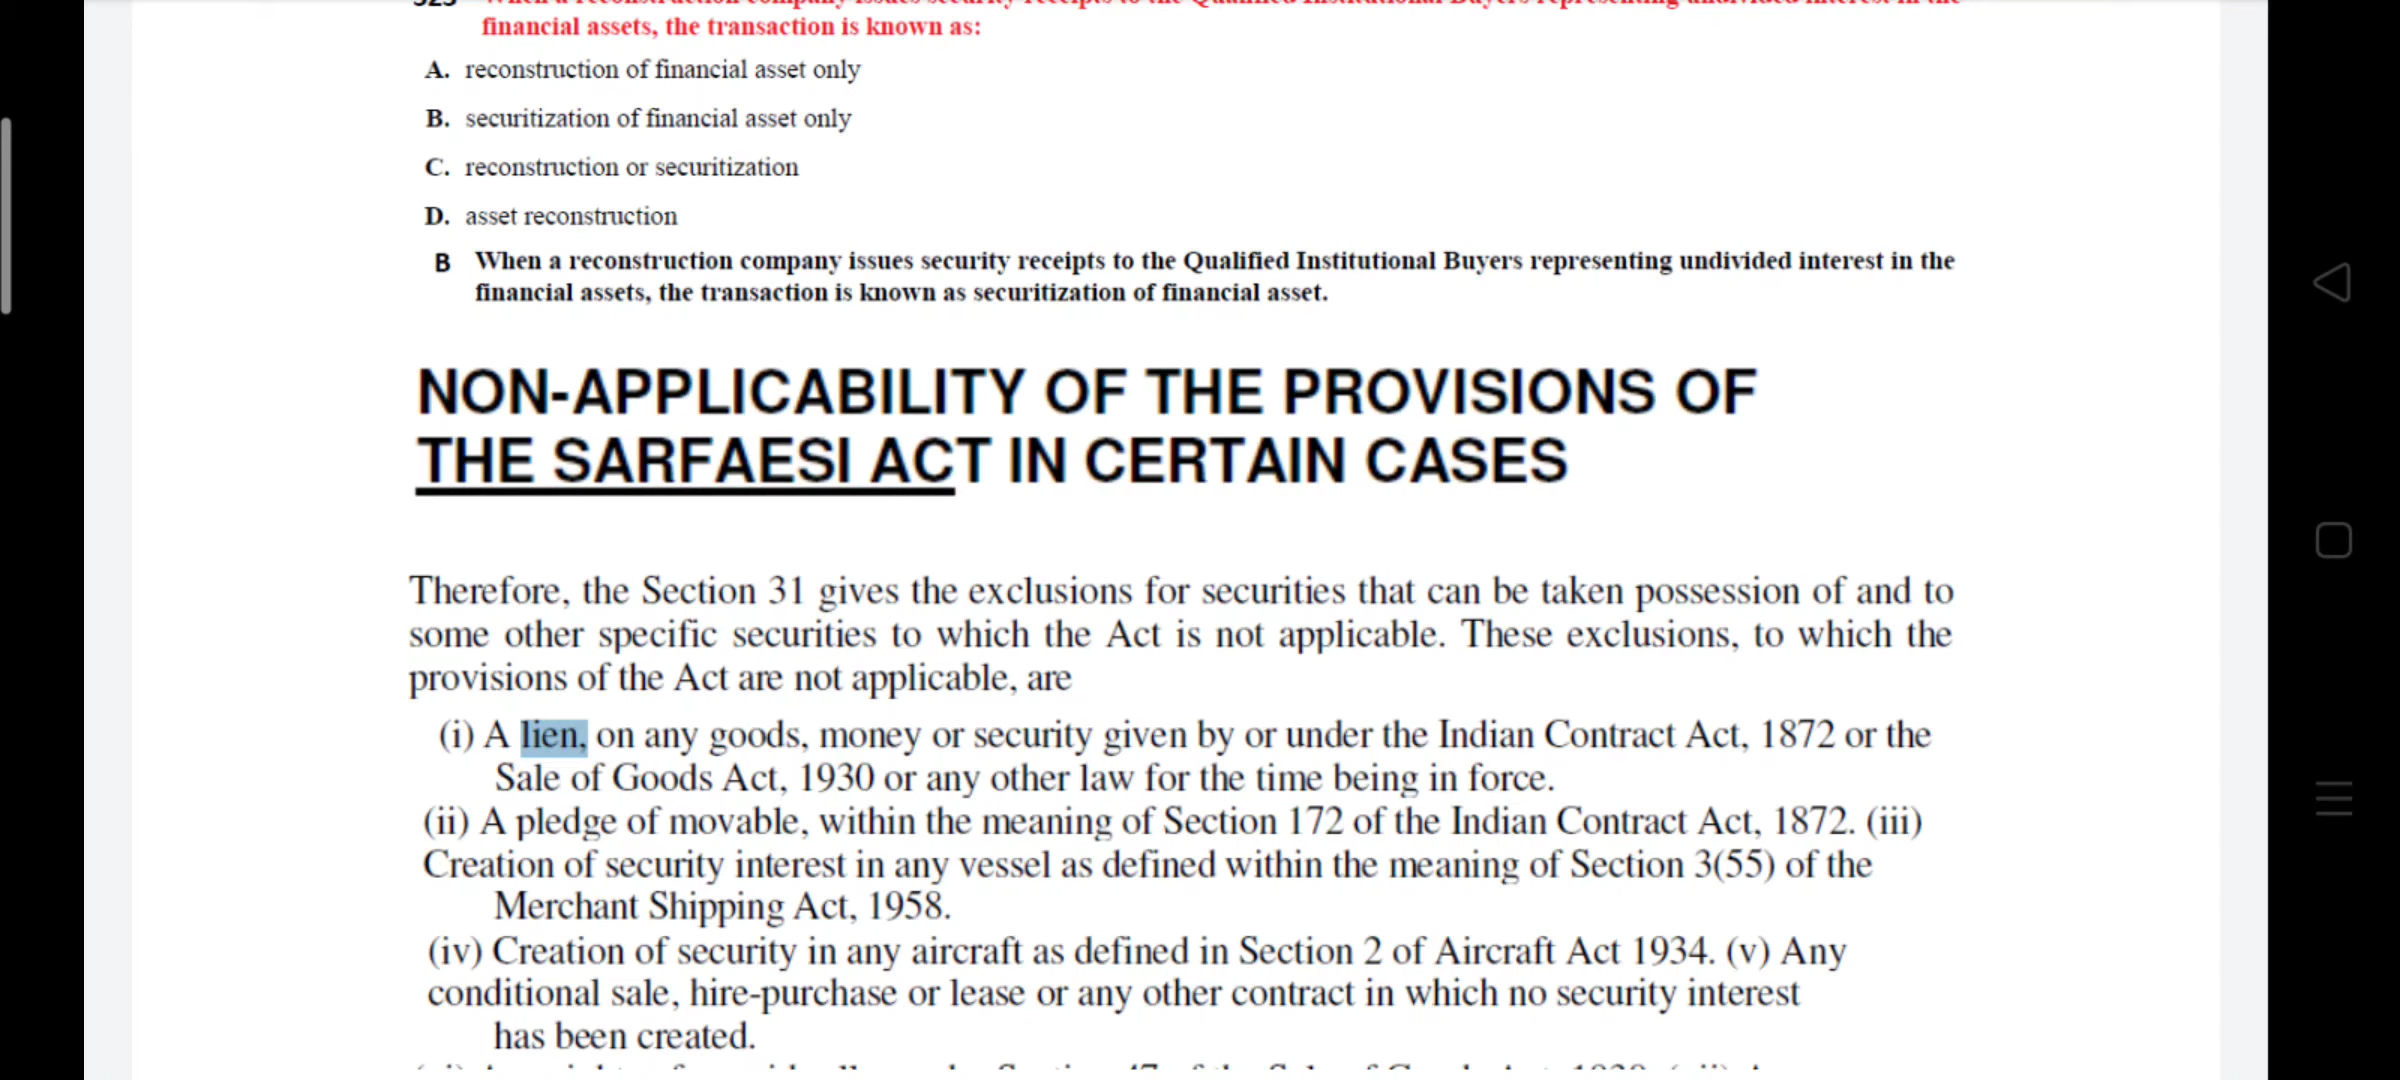 financial assets, the transaction is known as:
A. reconstruction of financial asset only
B. securitization of financial asset only
C. reconstruction or securitization
D. asset reconstruction
B When a reconstruction company issues security receipts to the Qualified Institutional Buyers representing undivided interest in the
financial assets, the transaction is known as securitization of financial asset.
NON-APPLICABILITY OF THE PROVISIONS OF
THE SARFAESI ACT IN CERTAIN CASES
Therefore, the Section 31 gives the exclusions for securities that can be taken possession of and to
some other specific securities to which the Act is not applicable. These exclusions, to which the
provisions of the Act are not applicable, are
(i) A lien, on any goods, money or security given by or under the Indian Contract Act, 1872 or the
Sale of Goods Act, 1930 or any other law for the time being in force.
(ii) A pledge of movable, within the meaning of Section 172 of the Indian Contract Act, 1872. (iii)
Creation of security interest in any vessel as defined within the meaning of Section 3(55) of the
Merchant Shipping Act, 1958.
(iv) Creation of security in any aircraft as defined in Section 2 of Aircraft Act 1934. (v) Any
conditional sale, hire-purchase or lease or any other contract in which no security interest
has been created.